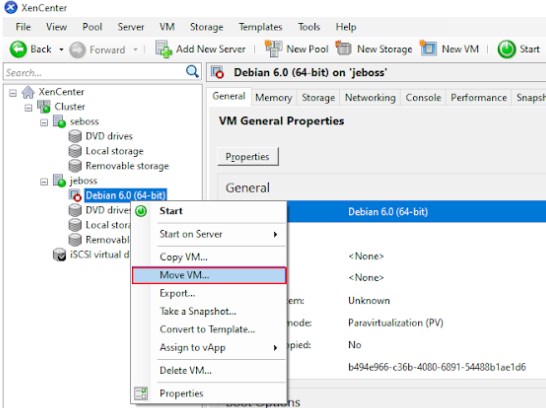 XenCenter
File View Pool Server VM Storage Templates Tools Help
Back Forward Add New Server New Pool New Storage New VM Start
Search...
Debian 6.0 (64-bit) on 'jeboss'
XenCenter
Cluster
seboss
DVD drives
Local storage
Removable storage
jeboss
Debian 6.0 (64-bit)
DVD drive
Local stora
Removabl
iSCSI virtual d
Start
Start on Server
Copy VM...
Move VM...
Export...
Take a Snapshot...
Convert to Template...
Assign to vApp
Delete VM...
Properties
General Memory Storage Networking Console Performance Snapsh
VM General Properties
Properties
General
Debian 6.0 (64-bit)
<None>
<None>
em: Unknown
mode: Paravirtualization (PV)
opied: No
b494e966-c36b-4080-6891-54488b1ae1d6